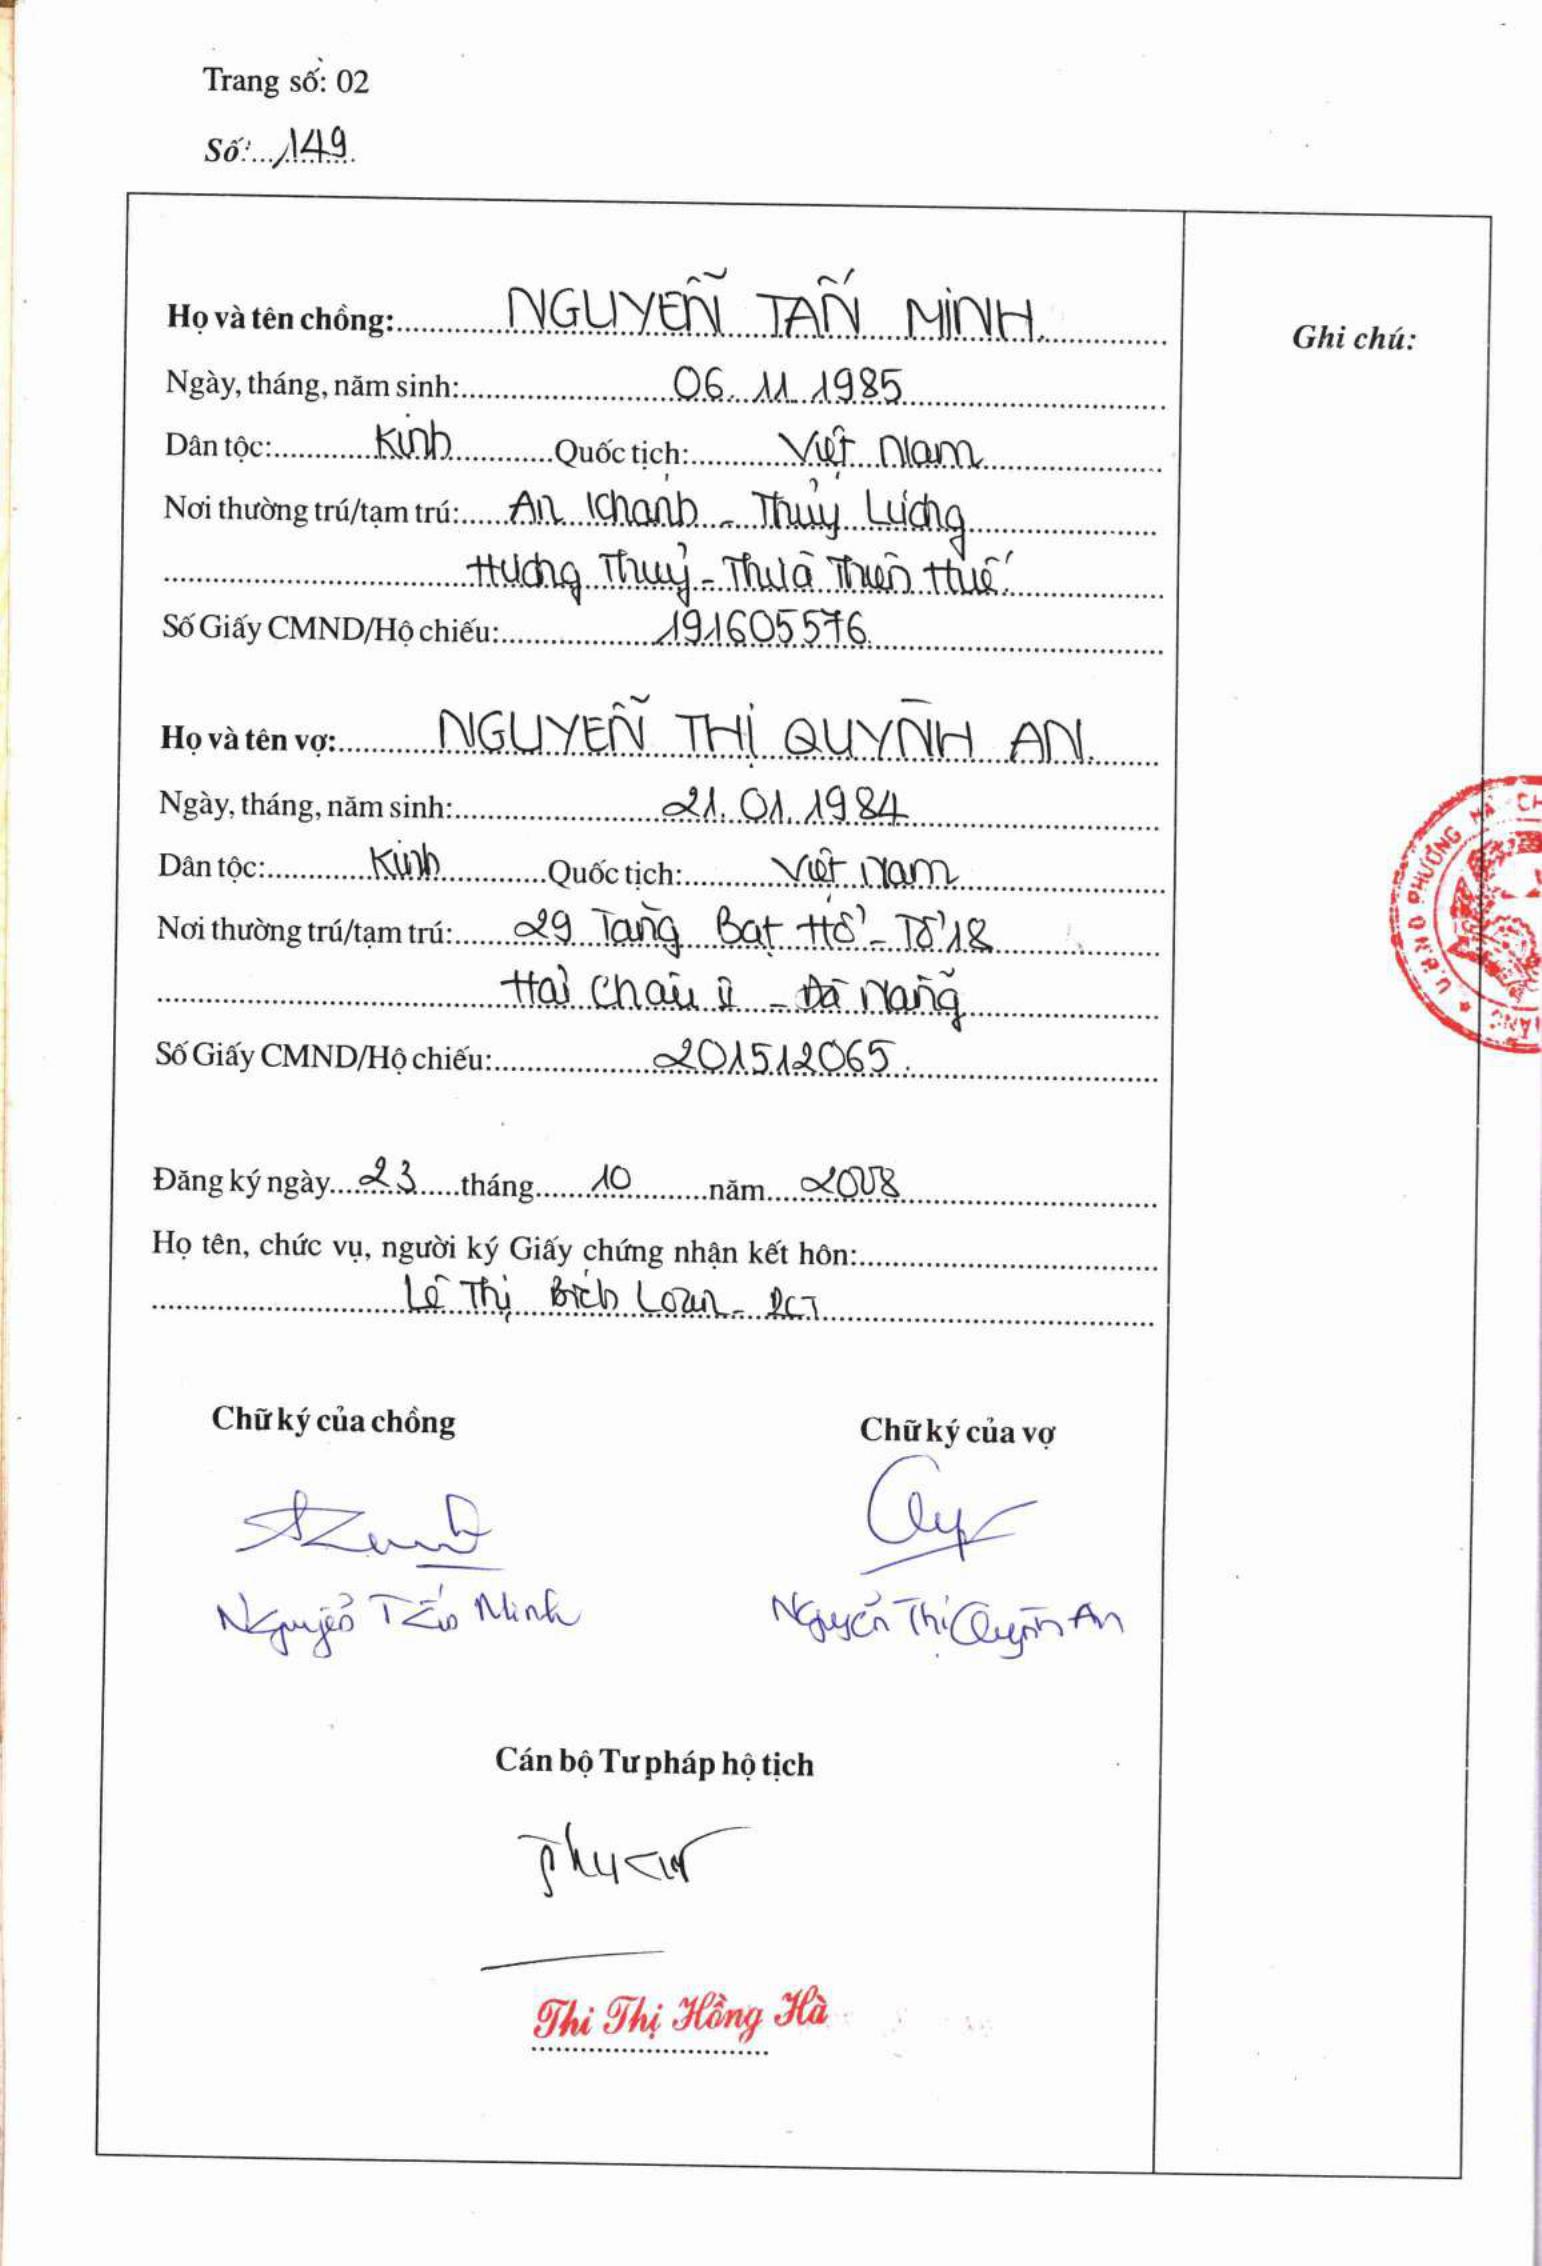 Trang số: 02
Số: 149
Họ và tên chồng: NGUYỄN TẤN MINH.
Ghi chú:
Ngày, tháng, năm sinh: 06. 11. 1985
Dân tộc: Kinh Quốc tịch: Việt Nam
Nơi thường trú/tạm trú: An Khánh - Thủy Lương
Hương Thuỷ - Thừa Thiên Huế.
Số Giấy CMND/Hộ chiếu: 191605576.
Họ và tên vợ: NGUYỄN THỊ QUỲNH AN.
Ngày, tháng, năm sinh: 21. 01. 1984
Dân tộc: Kinh Quốc tịch: Việt Nam
Nơi thường trú/tạm trú: 29 Tăng Bạt Hổ - Tổ 18
Hải Châu II - Đà Nẵng
Số Giấy CMND/Hộ chiếu: 201512065.
U.B.N.D PHƯỜNG
Đăng ký ngày 23 tháng 10 năm 2008
Họ tên, chức vụ, người ký Giấy chứng nhận kết hôn:
Lê Thị Bích Loan - PCT
Chữ ký của chồng Chữ ký của vợ
Nguyễn Tấn Minh Nguyễn Thị Quỳnh An
Cán bộ Tư pháp hộ tịch
Thi Thị Hồng Hà